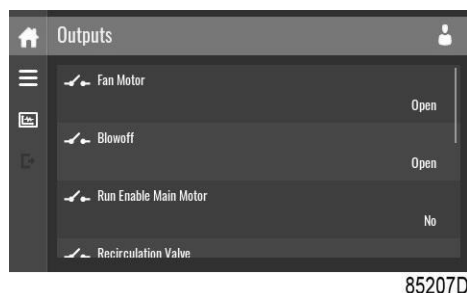 Outputs
Fan Motor
Open
Blowoff
Open
Run Enable Main Motor
No
Recirculation Valve
85207D